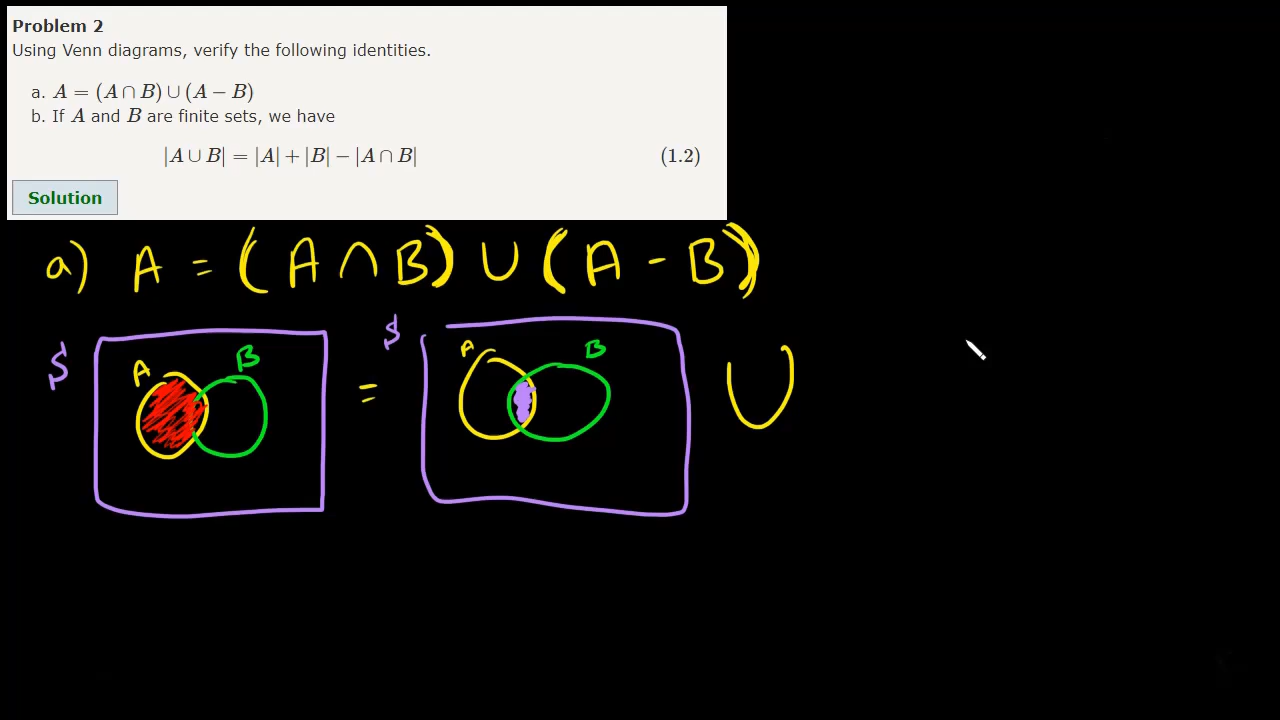 Problem 2
Using Venn diagrams, verify the following identities.
a. A = (A ∩ B) ∪ (A − B)
b. If A and B are finite sets, we have
|A ∪ B| = |A| + |B| − |A ∩ B| (1.2)
Solution
a) A = (A ∩ B) ∪ (A - B)
S A B = S A B ∪